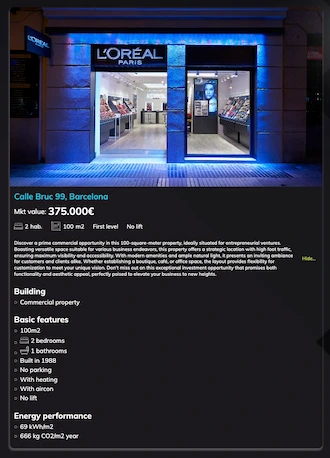 L'ORÉAL
L'ORÉAL
PARIS
Calle Bruc 99, Barcelona
Mkt value: 375.000€
2 hab. 100 m2 First level No lift
Discover a prime commercial opportunity in this 100-square-meter property, ideally situated for entrepreneurial ventures.
Boasting versatile space suitable for various business endeavors, this property offers a strategic location with high foot traffic,
ensuring maximum visibility and accessibility. With modern amenities and ample natural light, it presents an inviting ambiance
for customers and clients alike. Whether establishing a boutique, café, or office space, the layout provides flexibility for
customization to meet your unique vision. Don't miss out on this exceptional investment opportunity that promises both
functionality and aesthetic appeal, perfectly poised to elevate your business to new heights.
Hide...
Building
Commercial property
Basic features
100m2
2 bedrooms
1 bathrooms
Built in 1988
No parking
With heating
With aircon
No lift
Energy performance
69 kWh/m2
666 kg CO2/m2 year